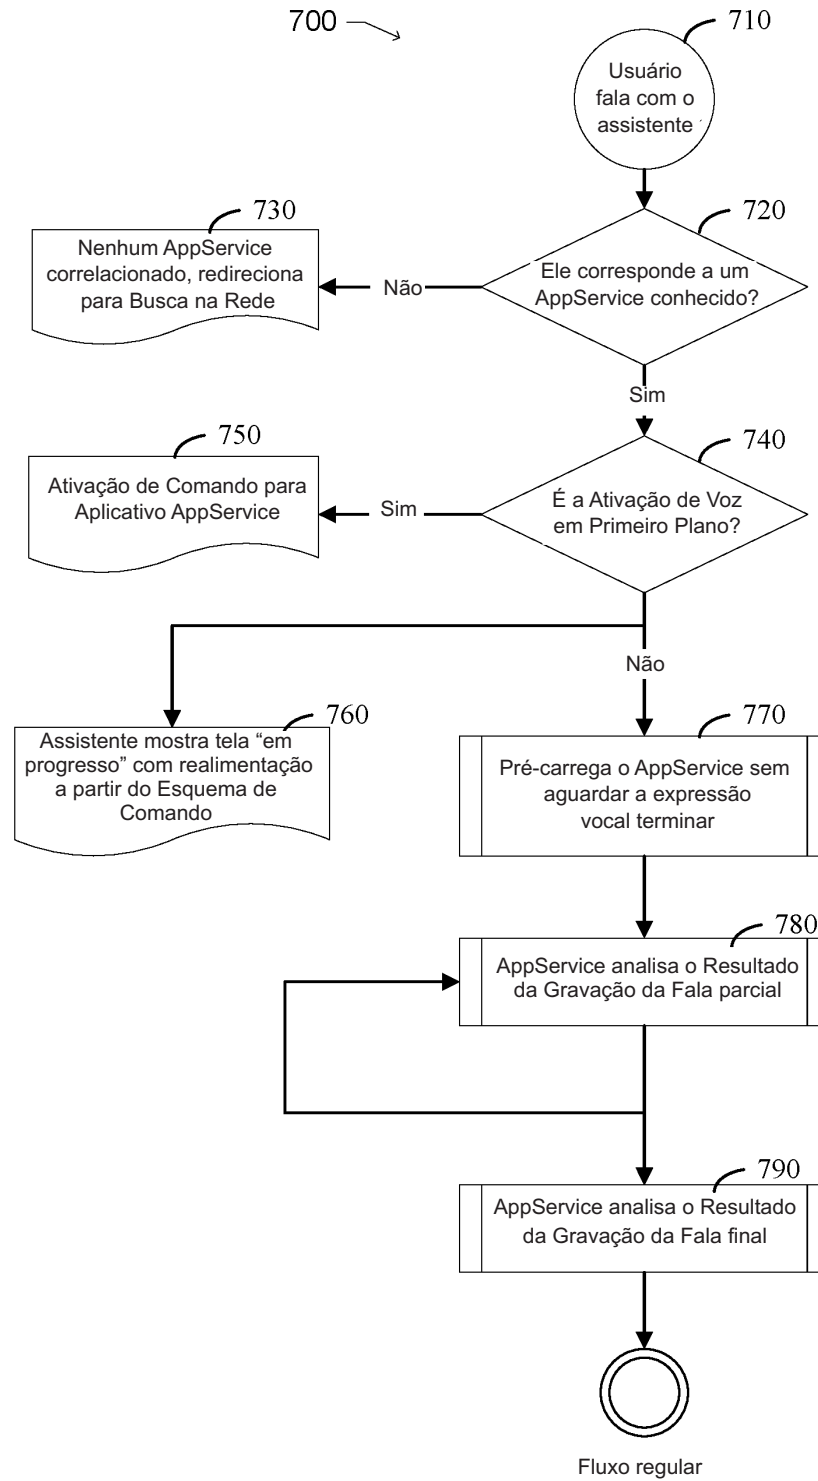 700
710
Usuário
fala com o
assistente
720
Ele corresponde a um
AppService conhecido?
730
Nenhum AppService
correlacionado, redireciona
para Busca na Rede
Não
Sim
740
É a Ativação de Voz
em Primeiro Plano?
750
Ativação de Comando para
Aplicativo AppService
Sim
Não
760
Assistente mostra tela “em
progresso” com realimentação
a partir do Esquema de
Comando
770
Pré-carrega o AppService sem
aguardar a expressão
vocal terminar
780
AppService analisa o Resultado
da Gravação da Fala parcial
790
AppService analisa o Resultado
da Gravação da Fala final
Fluxo regular